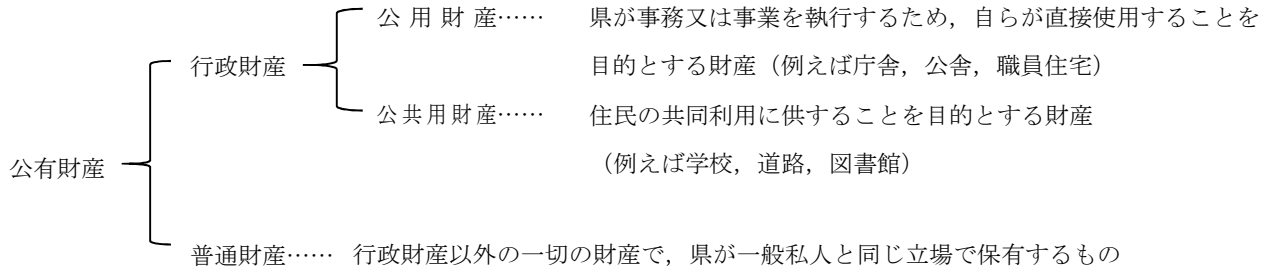 公用財産…… 県が事務又は事業を執行するため，自らが直接使用することを
行政財産 目的とする財産（例えば庁舎，公舎，職員住宅）
公共用財産…… 住民の共同利用に供することを目的とする財産
公有財産 （例えば学校，道路，図書館）
普通財産…… 行政財産以外の一切の財産で，県が一般私人と同じ立場で保有するもの